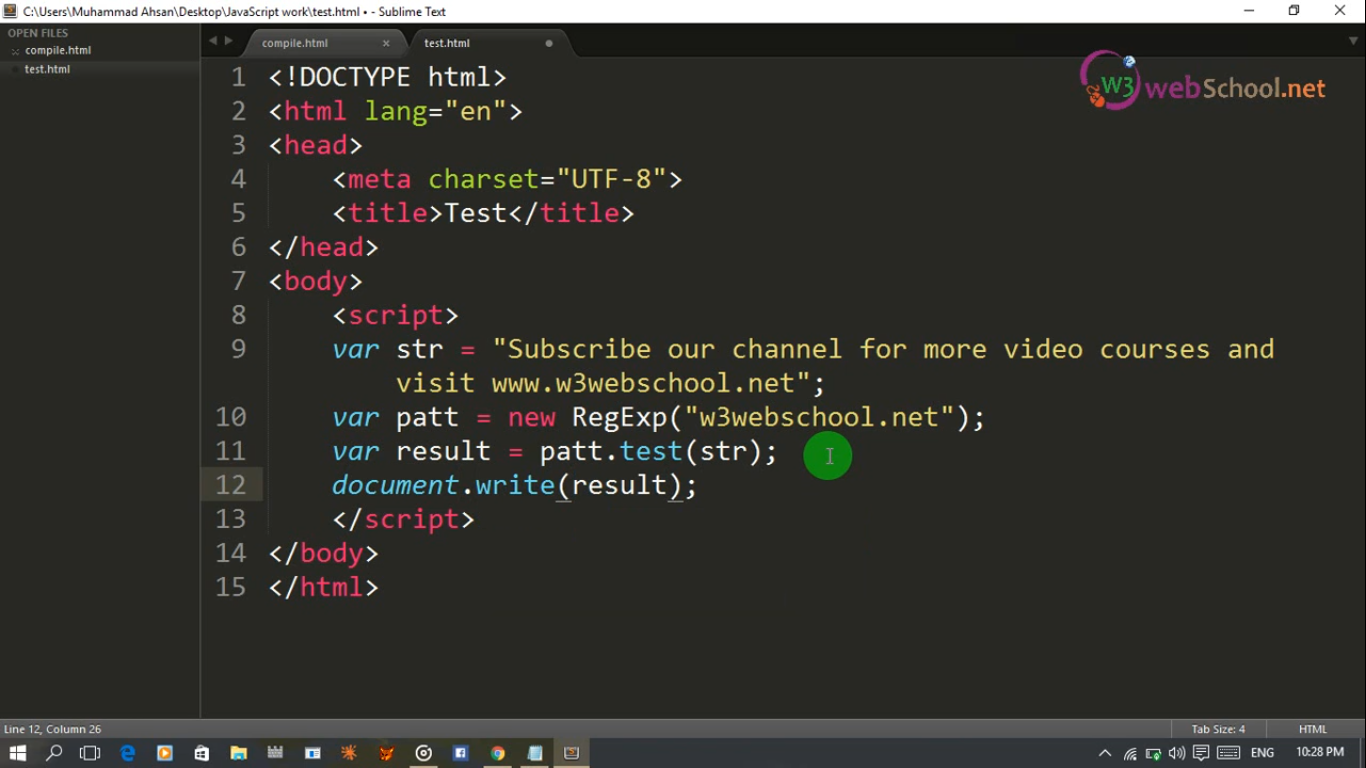 C:\Users\Muhammad Ahsan\Desktop\JavaScript work\test.html • - Sublime Text
OPEN FILES
compile.html
test.html
compile.html
test.html
W3 webSchool.net
1 <!DOCTYPE html>
2 <html lang="en">
3 <head>
4 <meta charset="UTF-8">
5 <title>Test</title>
6 </head>
7 <body>
8 <script>
9 var str = "Subscribe our channel for more video courses and
visit www.w3webschool.net";
10 var patt = new RegExp("w3webschool.net");
11 var result = patt.test(str);
12 document.write(result);
13 </script>
14 </body>
15 </html>
Line 12, Column 26
Tab Size: 4
HTML
ENG
10:28 PM